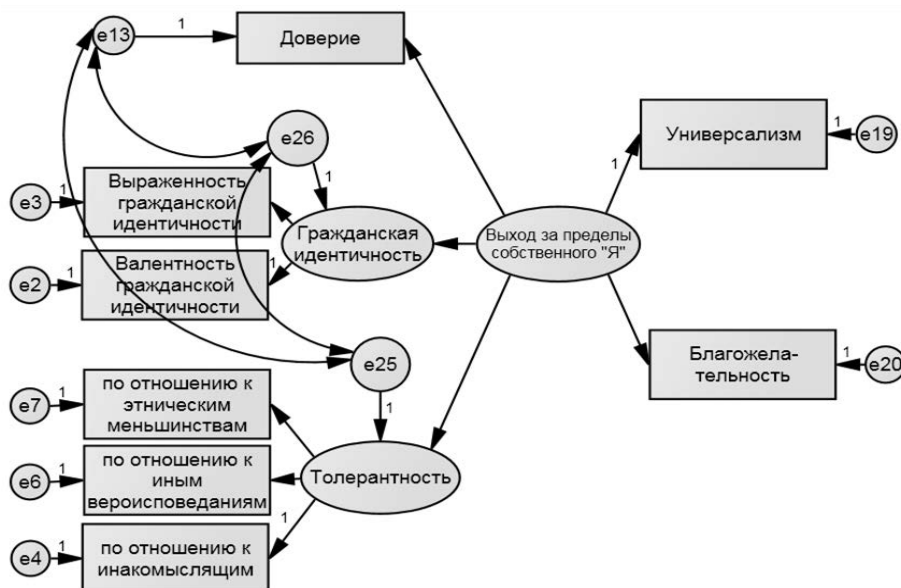 e13
1
Доверие
e26
1
Универсализм
1
e19
1
e3
1
Выраженность
гражданской
идентичности
Гражданская
идентичность
1
Выход за пределы
собственного "Я"
e2
1
Валентность
гражданской
идентичности
e25
1
Благожела-
тельность
1
e20
e7
1
по отношению к
этническим
меньшинствам
e6
1
по отношению к
иным
вероисповеданиям
Толерантность
1
e4
1
по отношению к
инакомыслящим